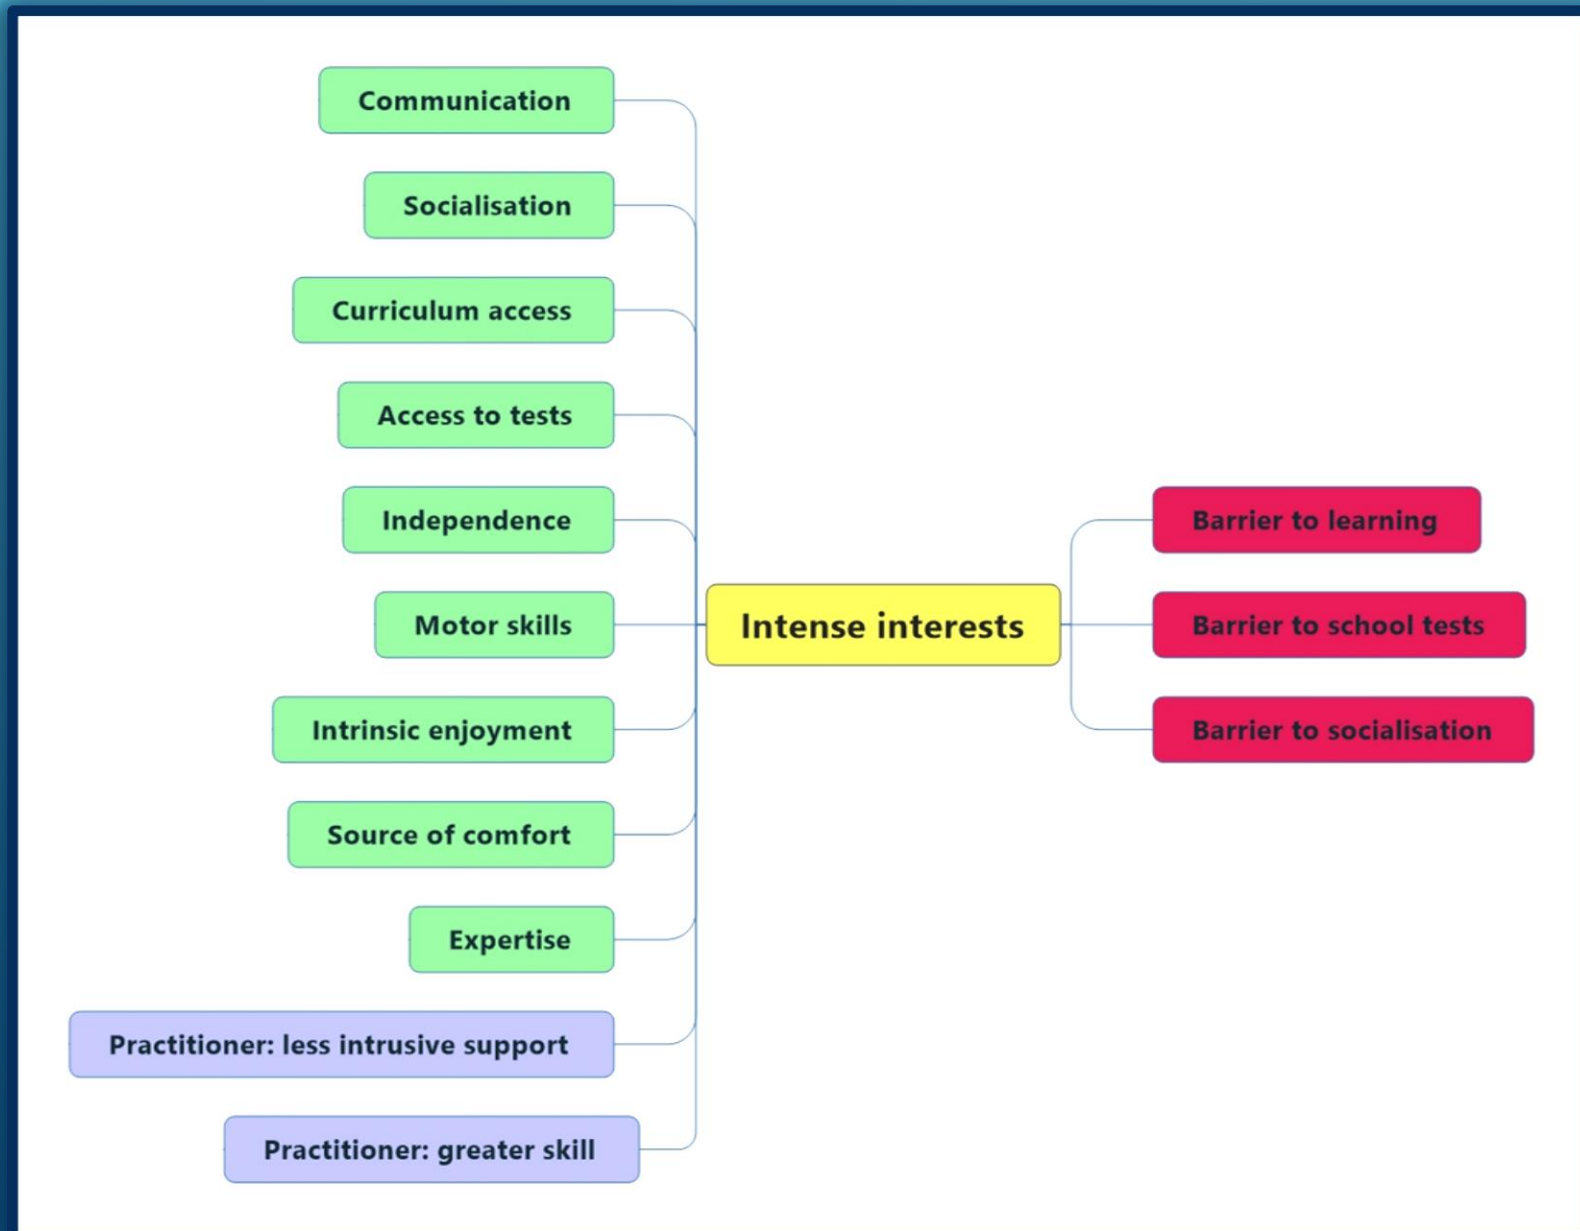 Communication
Socialisation
Curriculum access
Access to tests
Independence
Motor skills
Intrinsic enjoyment
Source of comfort
Expertise
Practitioner: less intrusive support
Practitioner: greater skill
Intense interests
Barrier to learning
Barrier to school tests
Barrier to socialisation